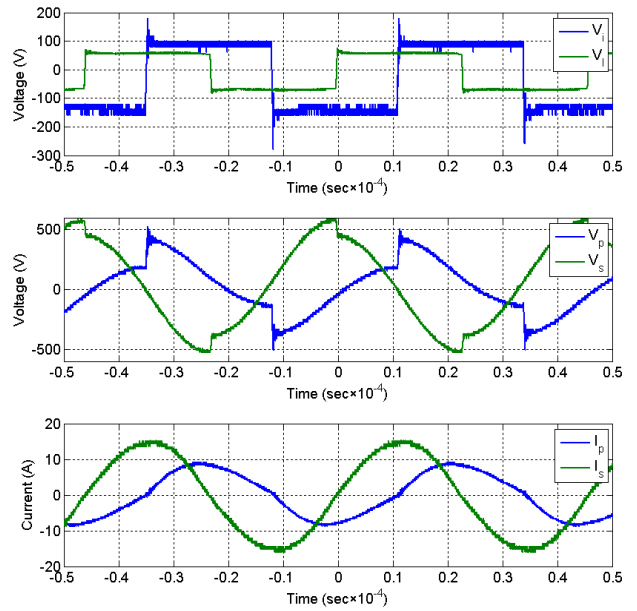 200
100
0
-100
-200
300
Voltage (V)
V_i
V_l
-0.5 -0.4 -0.3 -0.2 -0.1 0 0.1 0.2 0.3 0.4 0.5
Time (sec×10⁻⁴)
500
0
-500
Voltage (V)
V_p
V_s
-0.5 -0.4 -0.3 -0.2 -0.1 0 0.1 0.2 0.3 0.4 0.5
Time (sec×10⁻⁴)
20
10
0
-10
-20
Current (A)
I_p
I_s
-0.5 -0.4 -0.3 -0.2 -0.1 0 0.1 0.2 0.3 0.4 0.5
Time (sec×10⁻⁴)